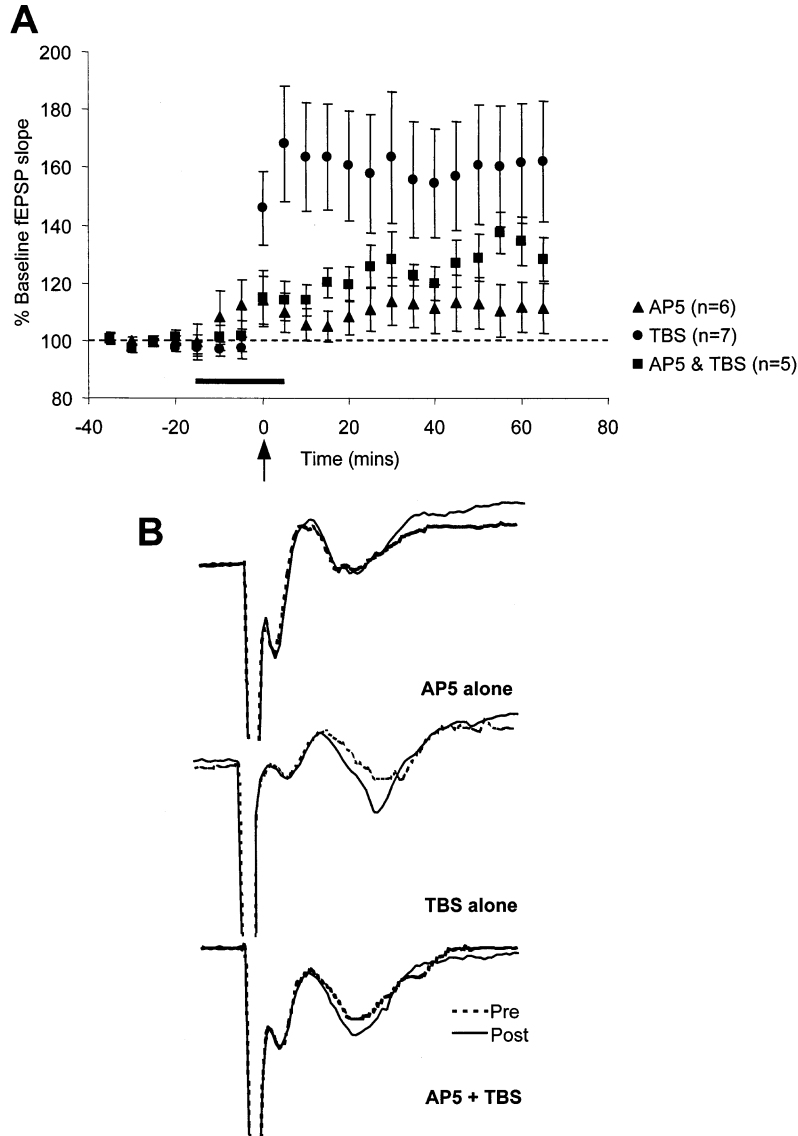 A
% Baseline fEPSP slope
200
180
160
140
120
100
80
-40
-20
0
20
40
60
80
Time (mins)
AP5 (n=6)
TBS (n=7)
AP5 & TBS (n=5)
B
AP5 alone
TBS alone
Pre
Post
AP5 + TBS